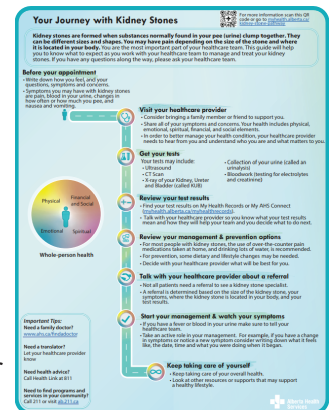 Your Journey with Kidney Stones
For more information scan this QR
code or go to myhealth.alberta.ca/
kidney-stones-pathway
Kidney stones are formed when substances normally found in your pee (urine) clump together. They
can be different sizes and shapes. You may have pain depending on the size of the stone and where
it is located in your body. You are the most important part of your healthcare team. This guide will help
you to know what to expect as you work with your healthcare team to manage and treat your kidney
stones. If you have any questions along the way, please ask your healthcare team.
Before your appointment
• Write down how you feel, and your
questions, symptoms and concerns.
• Symptoms you may have with kidney stones
are pain, blood in your urine, changes in
how often or how much you pee, and
nausea and vomiting.
Visit your healthcare provider
• Consider bringing a family member or friend to support you.
• Share all of your symptoms and concerns. Your health includes physical,
emotional, spiritual, financial, and social elements.
• In order to better manage your health condition, your healthcare provider
needs to hear from you and understand who you are and what matters to you.
Get your tests
Your tests may include:
• Ultrasound
• CT Scan
• X-ray of your Kidney, Ureter
and Bladder (called KUB)
• Collection of your urine (called an
urinalysis)
• Bloodwork (testing for electrolytes
and creatinine)
Review your test results
• Find your test results on My Health Records or My AHS Connect
(myhealth.alberta.ca/myhealthrecords).
• Talk with your healthcare provider so you know what your test results
mean and how they will help your team and you decide what to do next.
Review your management & prevention options
• For most people with kidney stones, the use of over-the-counter pain
medications taken at home, and drinking lots of water, is recommended.
• For prevention, some dietary and lifestyle changes may be needed.
• Decide with your healthcare provider what will be best for you.
Talk with your healthcare provider about a referral
• Not all patients need a referral to see a kidney stone specialist.
• A referral is determined based on the size of the kidney stone, your
symptoms, where the kidney stone is located in your body, and your
test results.
Start your management & watch your symptoms
• If you have a fever or blood in your urine make sure to tell your
healthcare team.
• Take an active role in your management. For example, if you have a change
in symptoms or notice a new symptom consider writing down what it feels
like, the date, time and what you were doing when it began.
Keep taking care of yourself
• Keep taking care of your overall health.
• Look at other resources or supports that may support
a healthy lifestyle.
Physical
Financial
and Social
Emotional
Spiritual
Whole-person health
Important Tips:
Need a family doctor?
www.ahs.ca/findadoctor
Need a translator?
Let your healthcare provider
know
Need health advice?
Call Health Link at 811
Need to find programs and
services in your community?
Call 211 or visit ab.211.ca
Alberta Health
Services